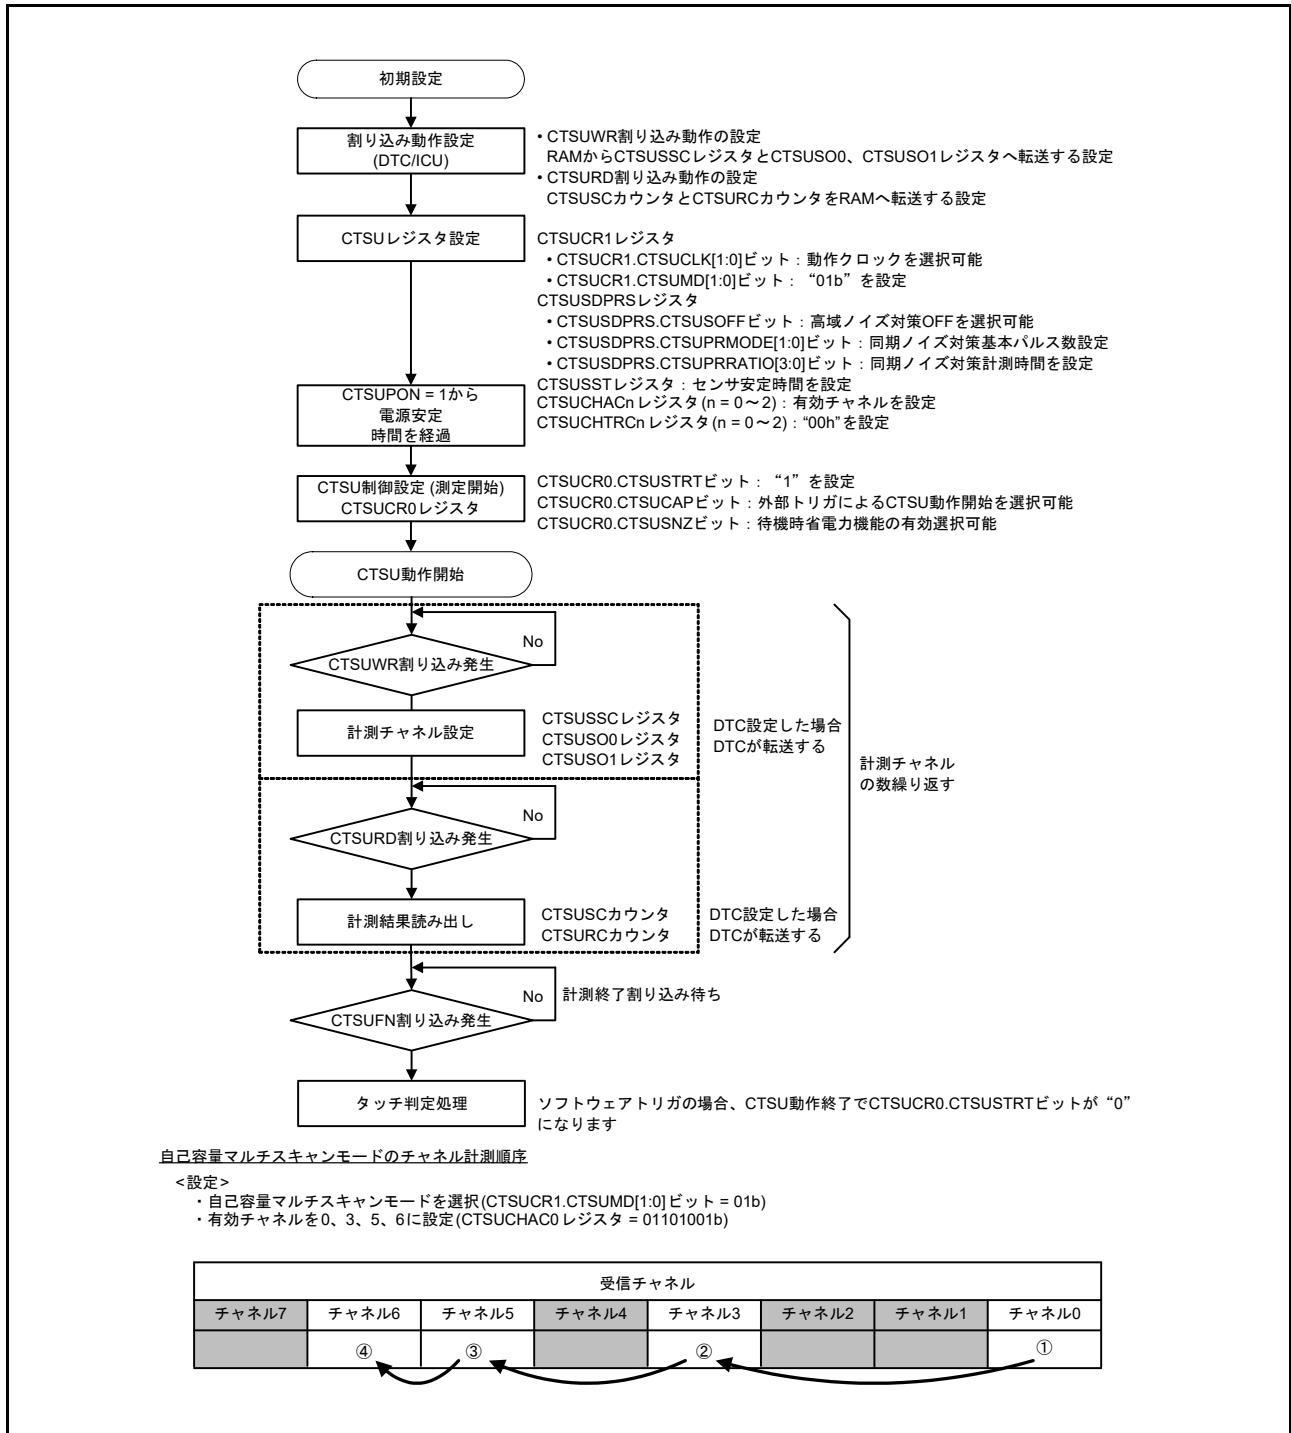 初期設定
割り込み動作設定
(DTC/ICU)
• CTSUWR割り込み動作の設定
RAMからCTSUSSCレジスタとCTSUSO0、CTSUSO1レジスタへ転送する設定
• CTSURD割り込み動作の設定
CTSUSCカウンタとCTSURCカウンタをRAMへ転送する設定
CTSUレジスタ設定
CTSUCR1レジスタ
• CTSUCR1.CTSUCLK[1:0]ビット：動作クロックを選択可能
• CTSUCR1.CTSUMD[1:0]ビット： “01b” を設定
CTSUSDPRSレジスタ
• CTSUSDPRS.CTSUSOFFビット：高域ノイズ対策OFFを選択可能
• CTSUSDPRS.CTSUPRMODE[1:0]ビット：同期ノイズ対策基本パルス数設定
• CTSUSDPRS.CTSUPRRATIO[3:0]ビット：同期ノイズ対策計測時間を設定
CTSUSSTレジスタ：センサ安定時間を設定
CTSUCHACnレジスタ(n = 0～2)：有効チャネルを設定
CTSUCHTRCnレジスタ(n = 0～2)：“00h”を設定
CTSUPON = 1から
電源安定
時間を経過
CTSU制御設定 (測定開始)
CTSUCR0レジスタ
CTSUCR0.CTSUSTRTビット： “1” を設定
CTSUCR0.CTSUCAPビット：外部トリガによるCTSU動作開始を選択可能
CTSUCR0.CTSUSNZビット：待機時省電力機能の有効選択可能
CTSU動作開始
No
CTSUWR割り込み発生
計測チャネル設定
CTSUSSCレジスタ
CTSUSO0レジスタ
CTSUSO1レジスタ
DTC設定した場合
DTCが転送する
計測チャネル
の数繰り返す
No
CTSURD割り込み発生
計測結果読み出し
CTSUSCカウンタ
CTSURCカウンタ
DTC設定した場合
DTCが転送する
No
計測終了割り込み待ち
CTSUFN割り込み発生
タッチ判定処理
ソフトウェアトリガの場合、CTSU動作終了でCTSUCR0.CTSUSTRTビットが “0”
になります
自己容量マルチスキャンモードのチャネル計測順序
<設定>
・自己容量マルチスキャンモードを選択(CTSUCR1.CTSUMD[1:0]ビット = 01b)
・有効チャネルを0、3、5、6に設定(CTSUCHAC0レジスタ = 01101001b)
受信チャネル
チャネル7 チャネル6 チャネル5 チャネル4 チャネル3 チャネル2 チャネル1 チャネル0
④ ③ ② ①